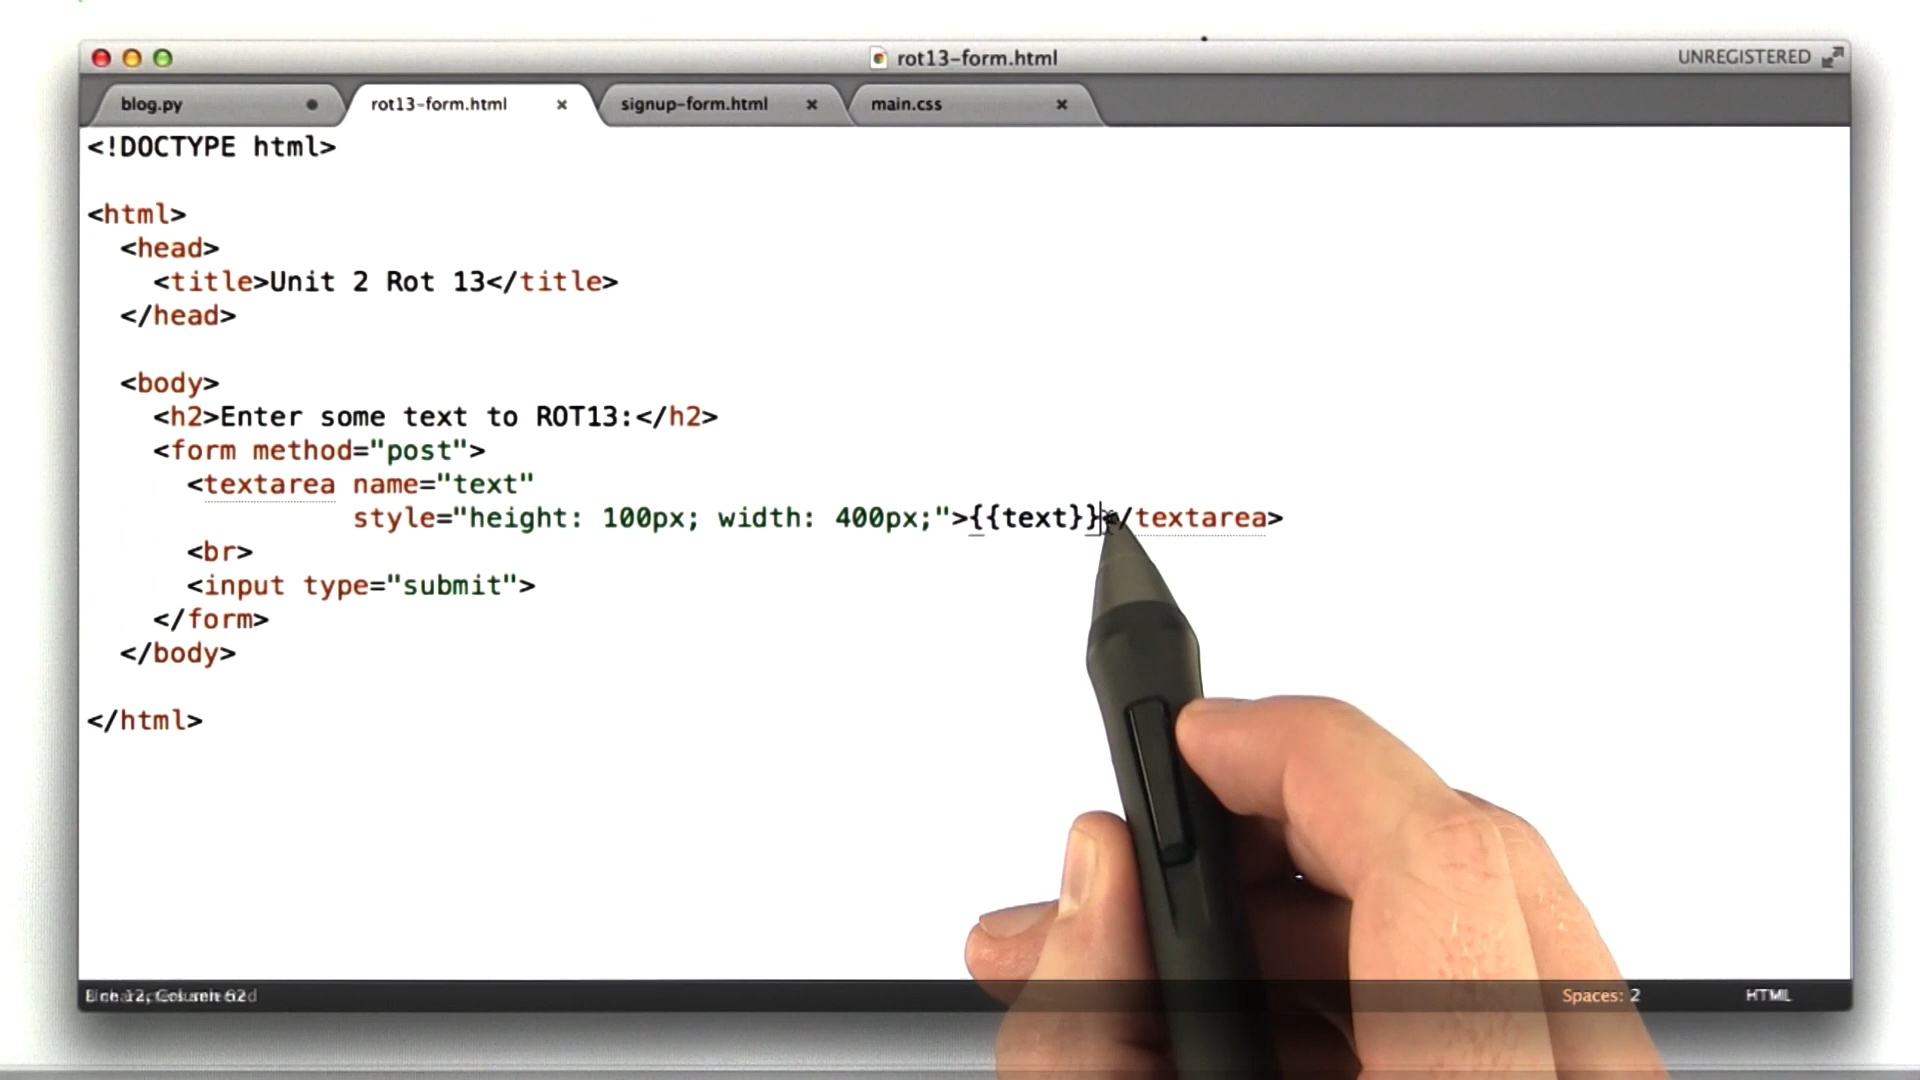 rot13-form.html
UNREGISTERED
blog.py
rot13-form.html
signup-form.html
main.css
<!DOCTYPE html>
<html>
<head>
<title>Unit 2 Rot 13</title>
</head>
<body>
<h2>Enter some text to ROT13:</h2>
<form method="post">
<textarea name="text"
style="height: 100px; width: 400px;">{{text}}</textarea>
<br>
<input type="submit">
</form>
</body>
</html>
Spaces: 2
HTML